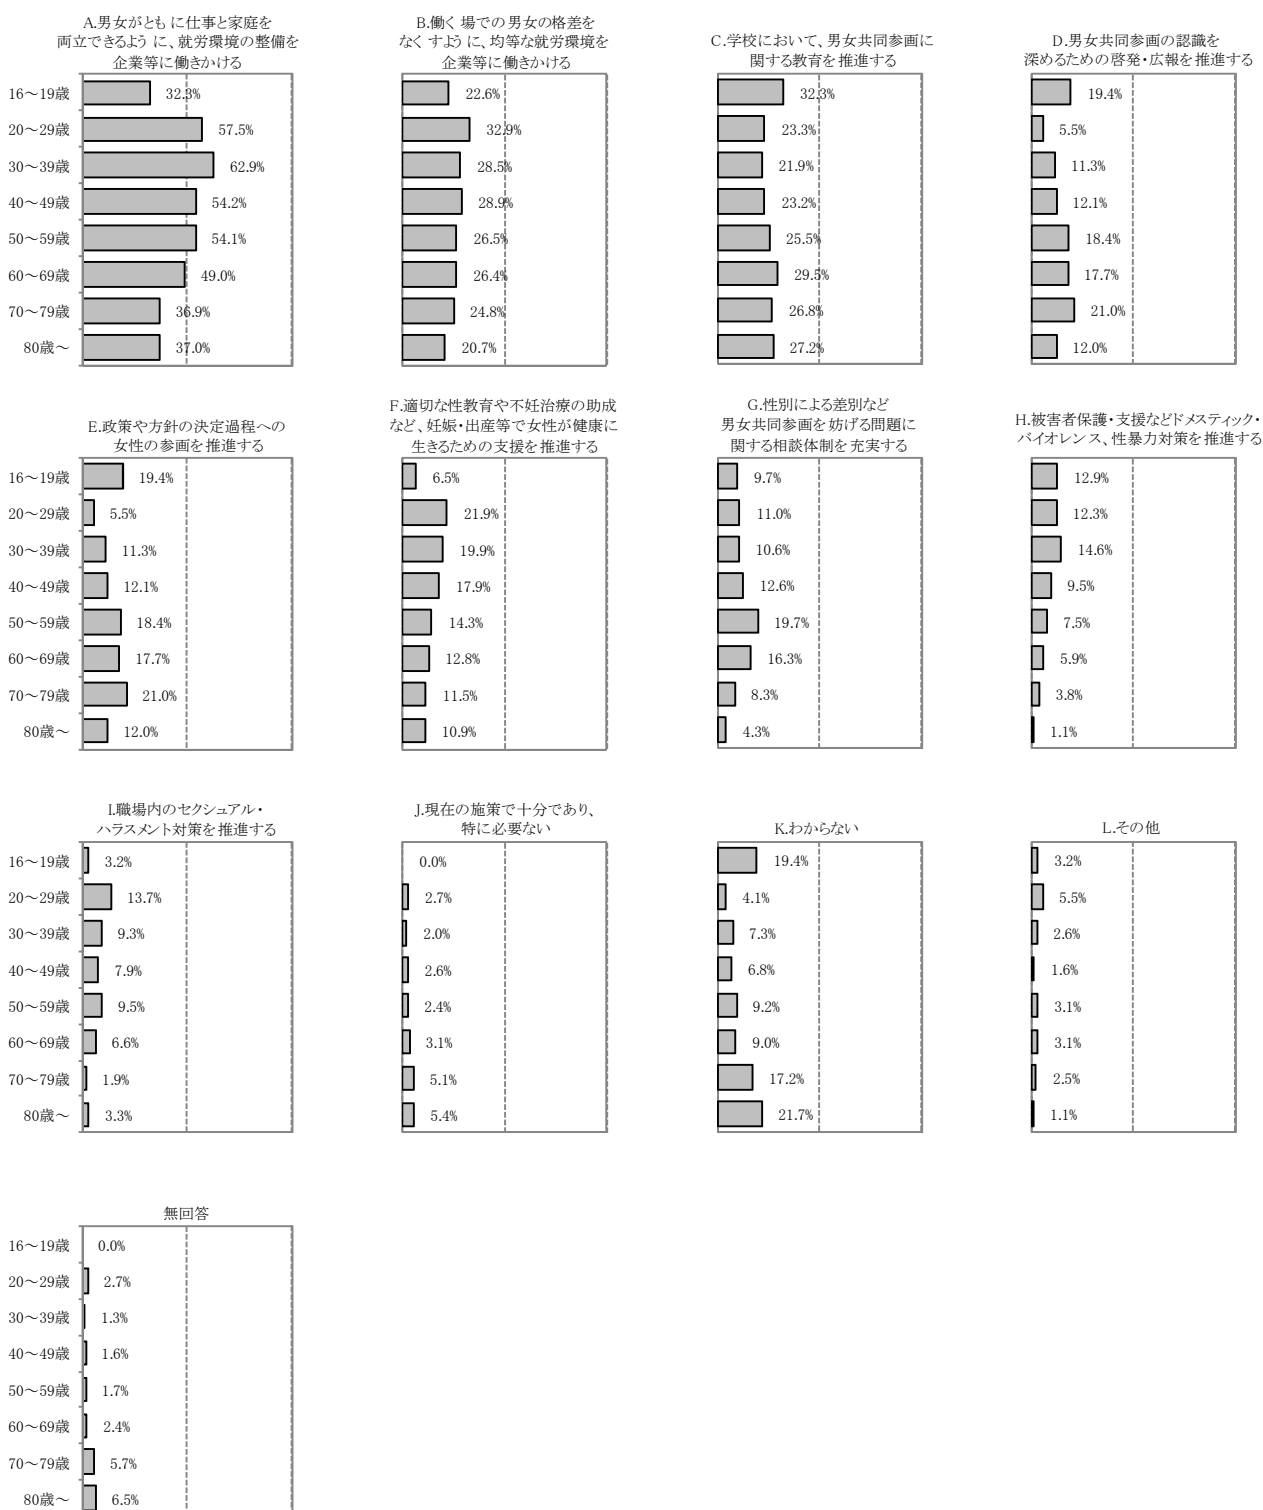 A.男女がともに仕事と家庭を
両立できるように、就労環境の整備を
企業等に働きかける
16～19歳 32.3%
20～29歳 57.5%
30～39歳 62.9%
40～49歳 54.2%
50～59歳 54.1%
60～69歳 49.0%
70～79歳 36.9%
80歳～ 37.0%
B.働く場での男女の格差を
なくすように、均等な就労環境を
企業等に働きかける
22.6%
32.9%
28.5%
28.9%
26.5%
26.4%
24.8%
20.7%
C.学校において、男女共同参画に
関する教育を推進する
32.3%
23.3%
21.9%
23.2%
25.5%
29.5%
26.8%
27.2%
D.男女共同参画の認識を
深めるための啓発・広報を推進する
19.4%
5.5%
11.3%
12.1%
18.4%
17.7%
21.0%
12.0%
E.政策や方針の決定過程への
女性の参画を推進する
16～19歳 19.4%
20～29歳 5.5%
30～39歳 11.3%
40～49歳 12.1%
50～59歳 18.4%
60～69歳 17.7%
70～79歳 21.0%
80歳～ 12.0%
F.適切な性教育や不妊治療の助成
など、妊娠・出産等で女性が健康に
生きるための支援を推進する
6.5%
21.9%
19.9%
17.9%
14.3%
12.8%
11.5%
10.9%
G.性別による差別など
男女共同参画を妨げる問題に
関する相談体制を充実する
9.7%
11.0%
10.6%
12.6%
19.7%
16.3%
8.3%
4.3%
H.被害者保護・支援などドメスティック・
バイオレンス、性暴力対策を推進する
12.9%
12.3%
14.6%
9.5%
7.5%
5.9%
3.8%
1.1%
I.職場内のセクシュアル・
ハラスメント対策を推進する
16～19歳 3.2%
20～29歳 13.7%
30～39歳 9.3%
40～49歳 7.9%
50～59歳 9.5%
60～69歳 6.6%
70～79歳 1.9%
80歳～ 3.3%
J.現在の施策で十分であり、
特に必要ない
0.0%
2.7%
2.0%
2.6%
2.4%
3.1%
5.1%
5.4%
K.わからない
19.4%
4.1%
7.3%
6.8%
9.2%
9.0%
17.2%
21.7%
L.その他
3.2%
5.5%
2.6%
1.6%
3.1%
3.1%
2.5%
1.1%
無回答
16～19歳 0.0%
20～29歳 2.7%
30～39歳 1.3%
40～49歳 1.6%
50～59歳 1.7%
60～69歳 2.4%
70～79歳 5.7%
80歳～ 6.5%